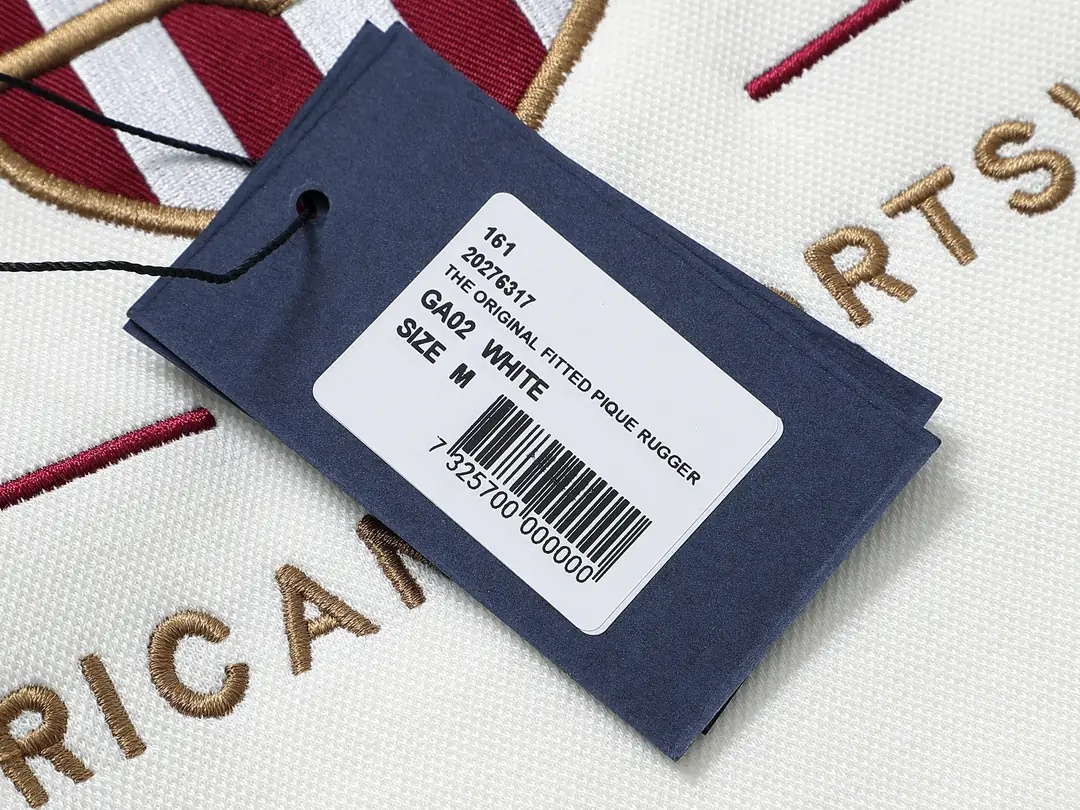 161
20276317
THE ORIGINAL FITTED PIQUE RUGGER
GA02 WHITE
SIZE M
7 325700 000000
RTS
RICAN